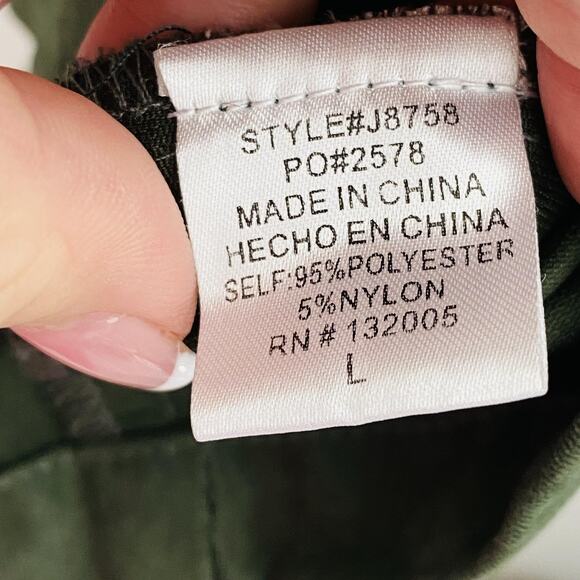 STYLE#J8758
PO#2578
MADE IN CHINA
HECHO EN CHINA
SELF:95%POLYESTER
5%NYLON
RN # 132005
L